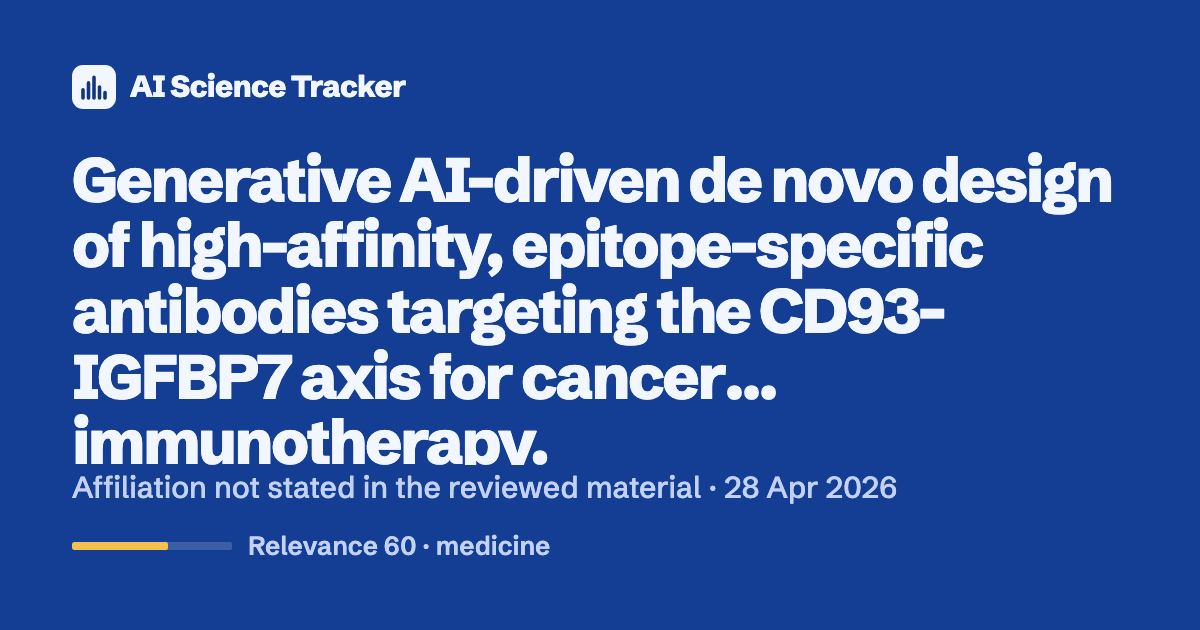 AI Science Tracker
Generative AI-driven de novo design
of high-affinity, epitope-specific
antibodies targeting the CD93-
IGFBP7 axis for cancer...
immunotherapy.
Affiliation not stated in the reviewed material · 28 Apr 2026
Relevance 60 · medicine